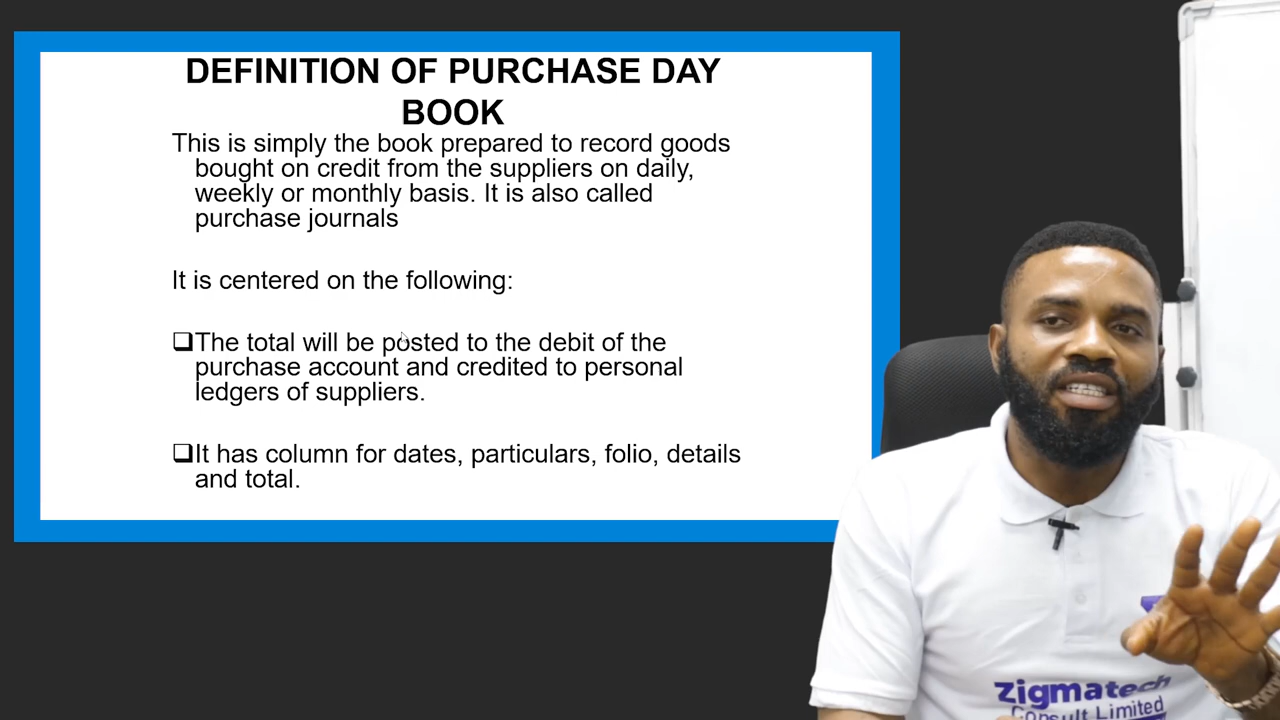 DEFINITION OF PURCHASE DAY
BOOK
This is simply the book prepared to record goods
bought on credit from the suppliers on daily,
weekly or monthly basis. It is also called
purchase journals
It is centered on the following:
❑The total will be posted to the debit of the
purchase account and credited to personal
ledgers of suppliers.
❑It has column for dates, particulars, folio, details
and total.
zigmatech
Consult Limited